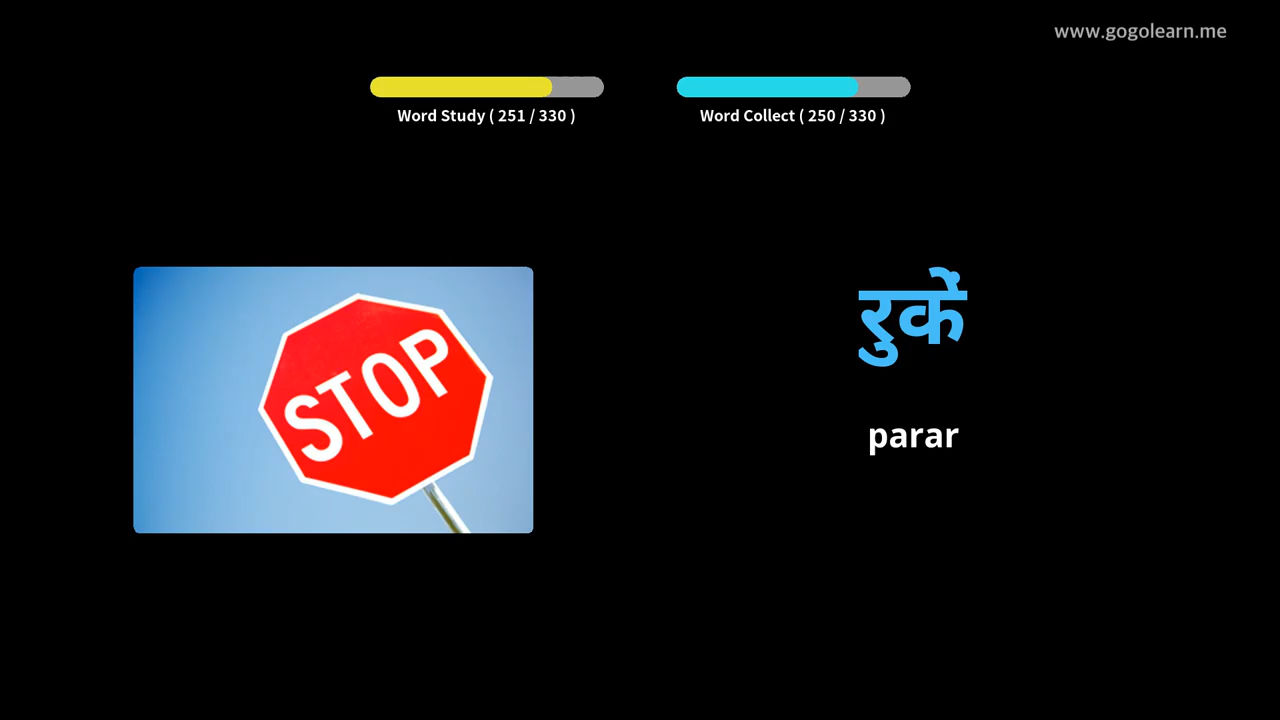 www.gogolearn.me
Word Study ( 251 / 330 )
Word Collect ( 250 / 330 )
STOP
रुकें
parar